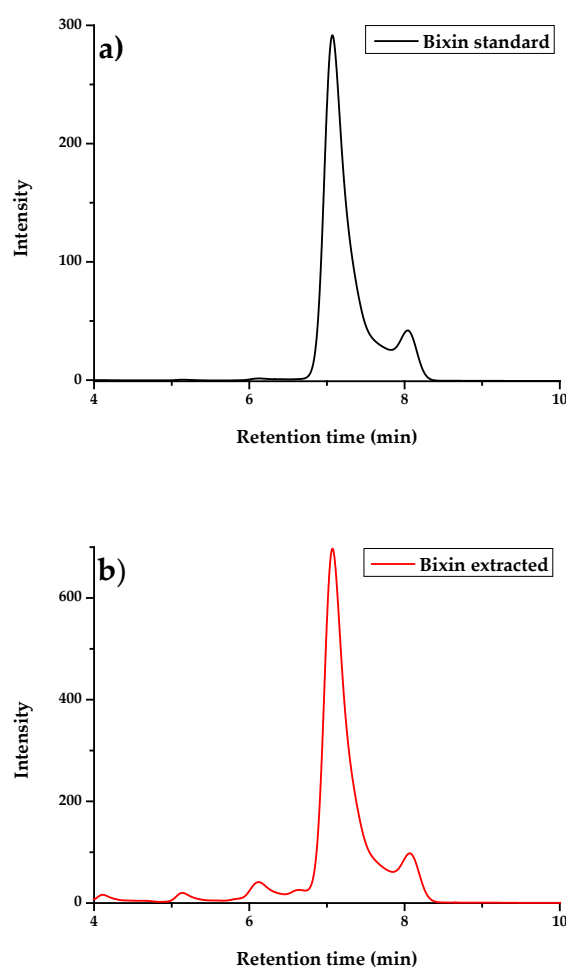 a)
Bixin standard
300
200
100
0
Intensity
4 6 8 10
Retention time (min)
b)
Bixin extracted
600
400
200
0
Intensity
4 6 8 10
Retention time (min)